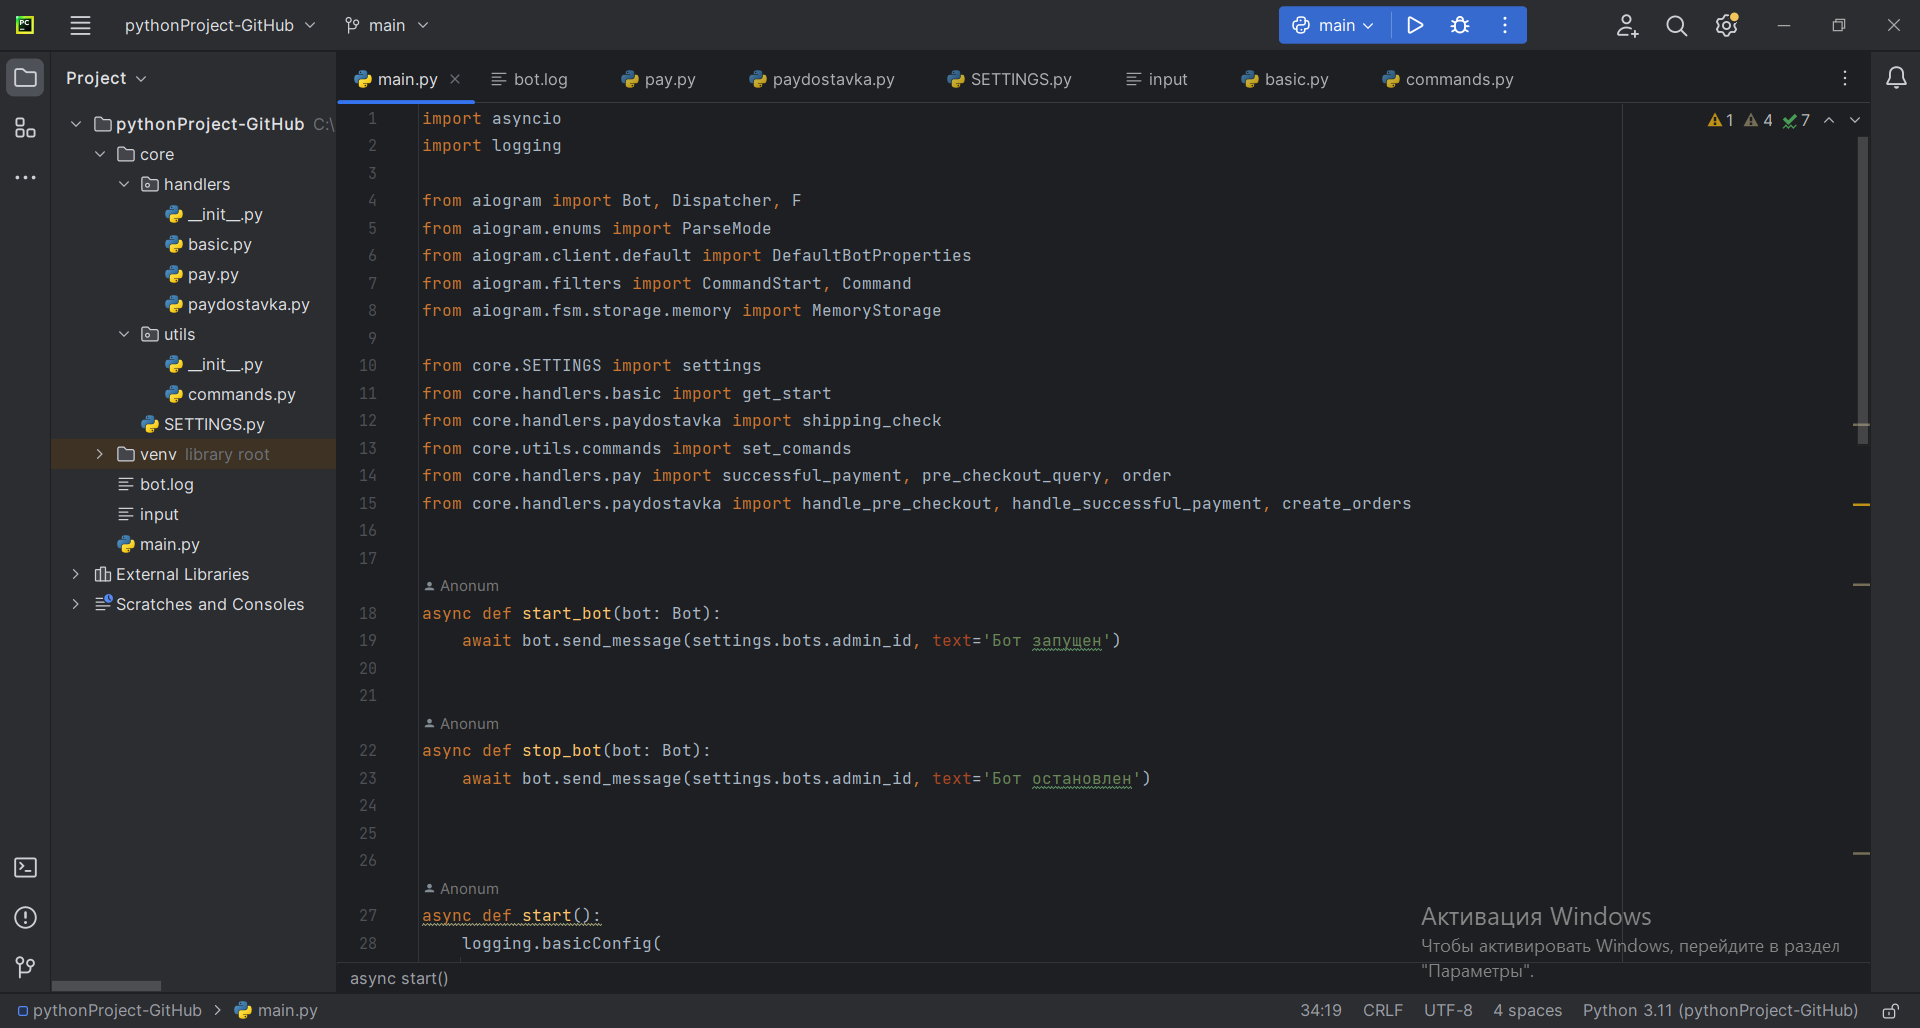 pythonProject-GitHub main main
Project
main.py bot.log pay.py paydostavka.py SETTINGS.py input basic.py commands.py
pythonProject-GitHub C:\
core
handlers
__init__.py
basic.py
pay.py
paydostavka.py
utils
__init__.py
commands.py
SETTINGS.py
venv library root
bot.log
input
main.py
External Libraries
Scratches and Consoles
1 4 7
1 import asyncio
2 import logging
3
4 from aiogram import Bot, Dispatcher, F
5 from aiogram.enums import ParseMode
6 from aiogram.client.default import DefaultBotProperties
7 from aiogram.filters import CommandStart, Command
8 from aiogram.fsm.storage.memory import MemoryStorage
9
10 from core.SETTINGS import settings
11 from core.handlers.basic import get_start
12 from core.handlers.paydostavka import shipping_check
13 from core.utils.commands import set_comands
14 from core.handlers.pay import successful_payment, pre_checkout_query, order
15 from core.handlers.paydostavka import handle_pre_checkout, handle_successful_payment, create_orders
16
17
Anonum
18 async def start_bot(bot: Bot):
19 await bot.send_message(settings.bots.admin_id, text='Бот запущен')
20
21
Anonum
22 async def stop_bot(bot: Bot):
23 await bot.send_message(settings.bots.admin_id, text='Бот остановлен')
24
25
26
Anonum
27 async def start():
28 logging.basicConfig(
Активация Windows
Чтобы активировать Windows, перейдите в раздел
"Параметры".
async start()
pythonProject-GitHub main.py
34:19 CRLF UTF-8 4 spaces Python 3.11 (pythonProject-GitHub)